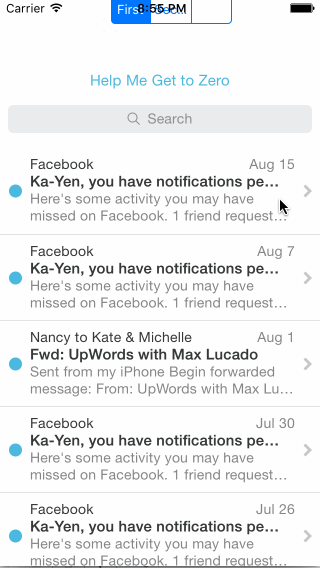 Carrier 8:55 PM
First
Help Me Get to Zero
Search
Facebook Aug 15
Ka-Yen, you have notifications pe...
Here's some activity you may have
missed on Facebook. 1 friend request...
Facebook Aug 7
Ka-Yen, you have notifications pe...
Here's some activity you may have
missed on Facebook. 1 friend request...
Nancy to Kate & Michelle Aug 1
Fwd: UpWords with Max Lucado
Sent from my iPhone Begin forwarded
message: From: UpWords with Max Lu...
Facebook Jul 30
Ka-Yen, you have notifications pe...
Here's some activity you may have
missed on Facebook. 1 friend request...
Facebook Jul 26
Ka-Yen, you have notifications pe...
Here's some activity you may have
missed on Facebook. 1 friend request...